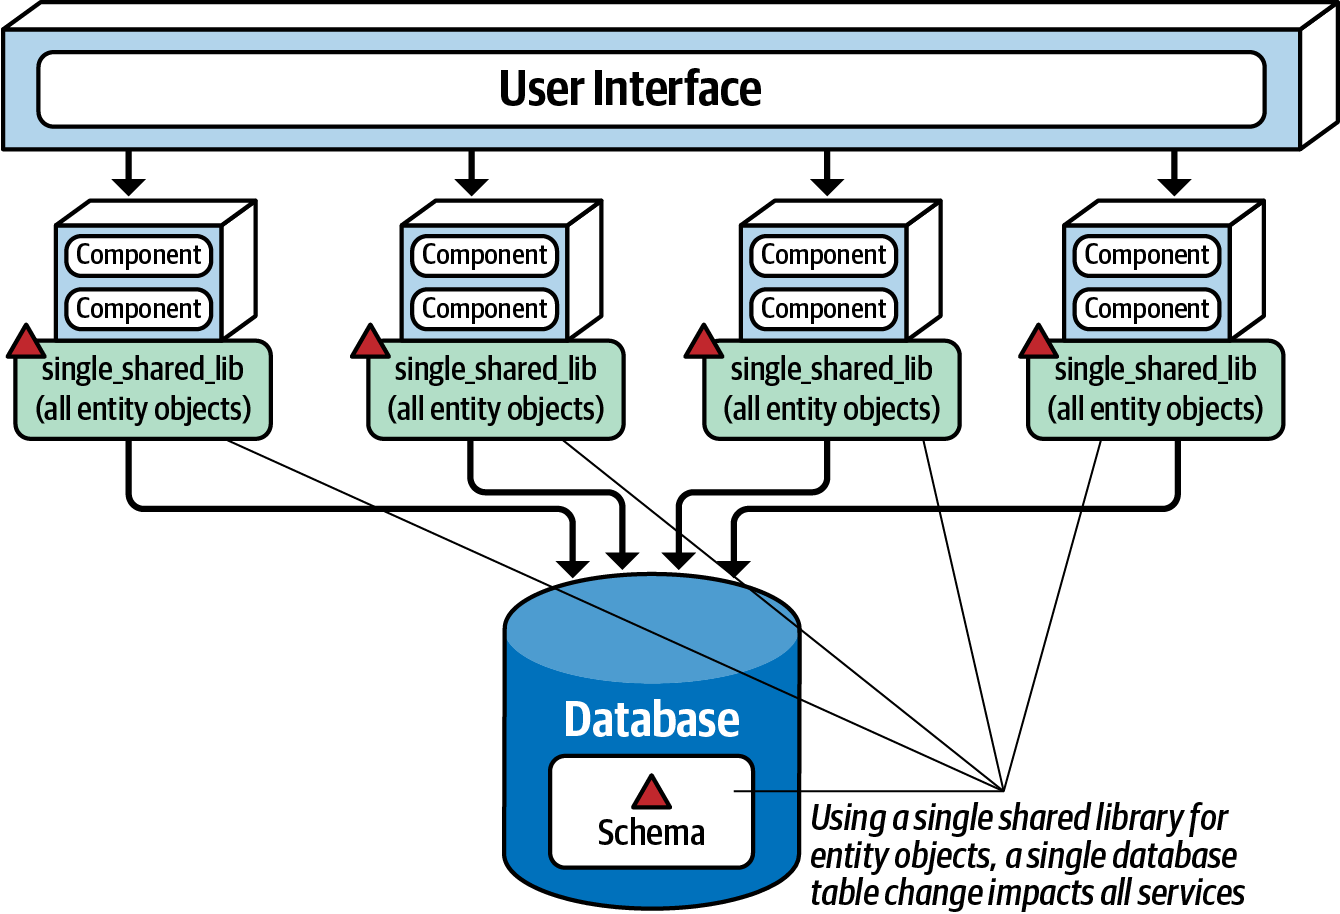 User Interface
Component
Component
single_shared_lib
(all entity objects)
Component
Component
single_shared_lib
(all entity objects)
Component
Component
single_shared_lib
(all entity objects)
Component
Component
single_shared_lib
(all entity objects)
Database
Schema
Using a single shared library for
entity objects, a single database
table change impacts all services